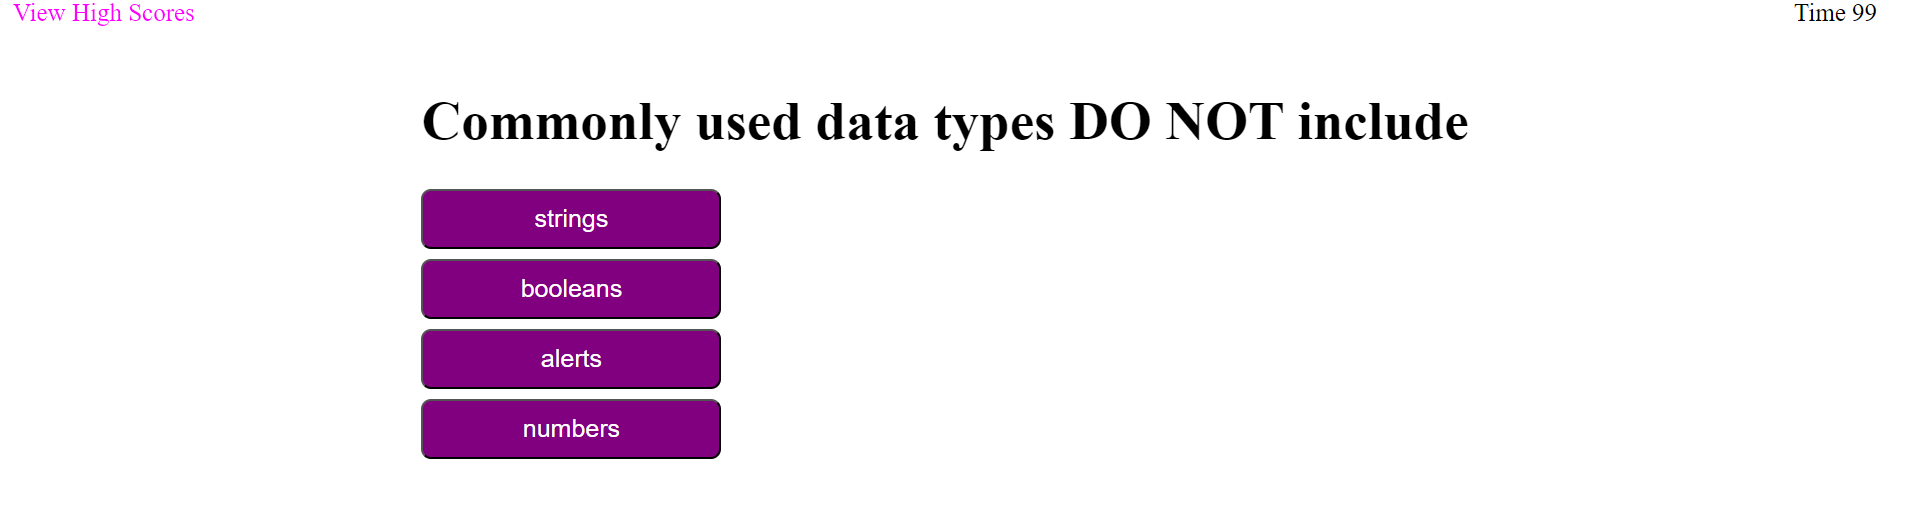 View High Scores
Time 99
Commonly used data types DO NOT include
strings
booleans
alerts
numbers